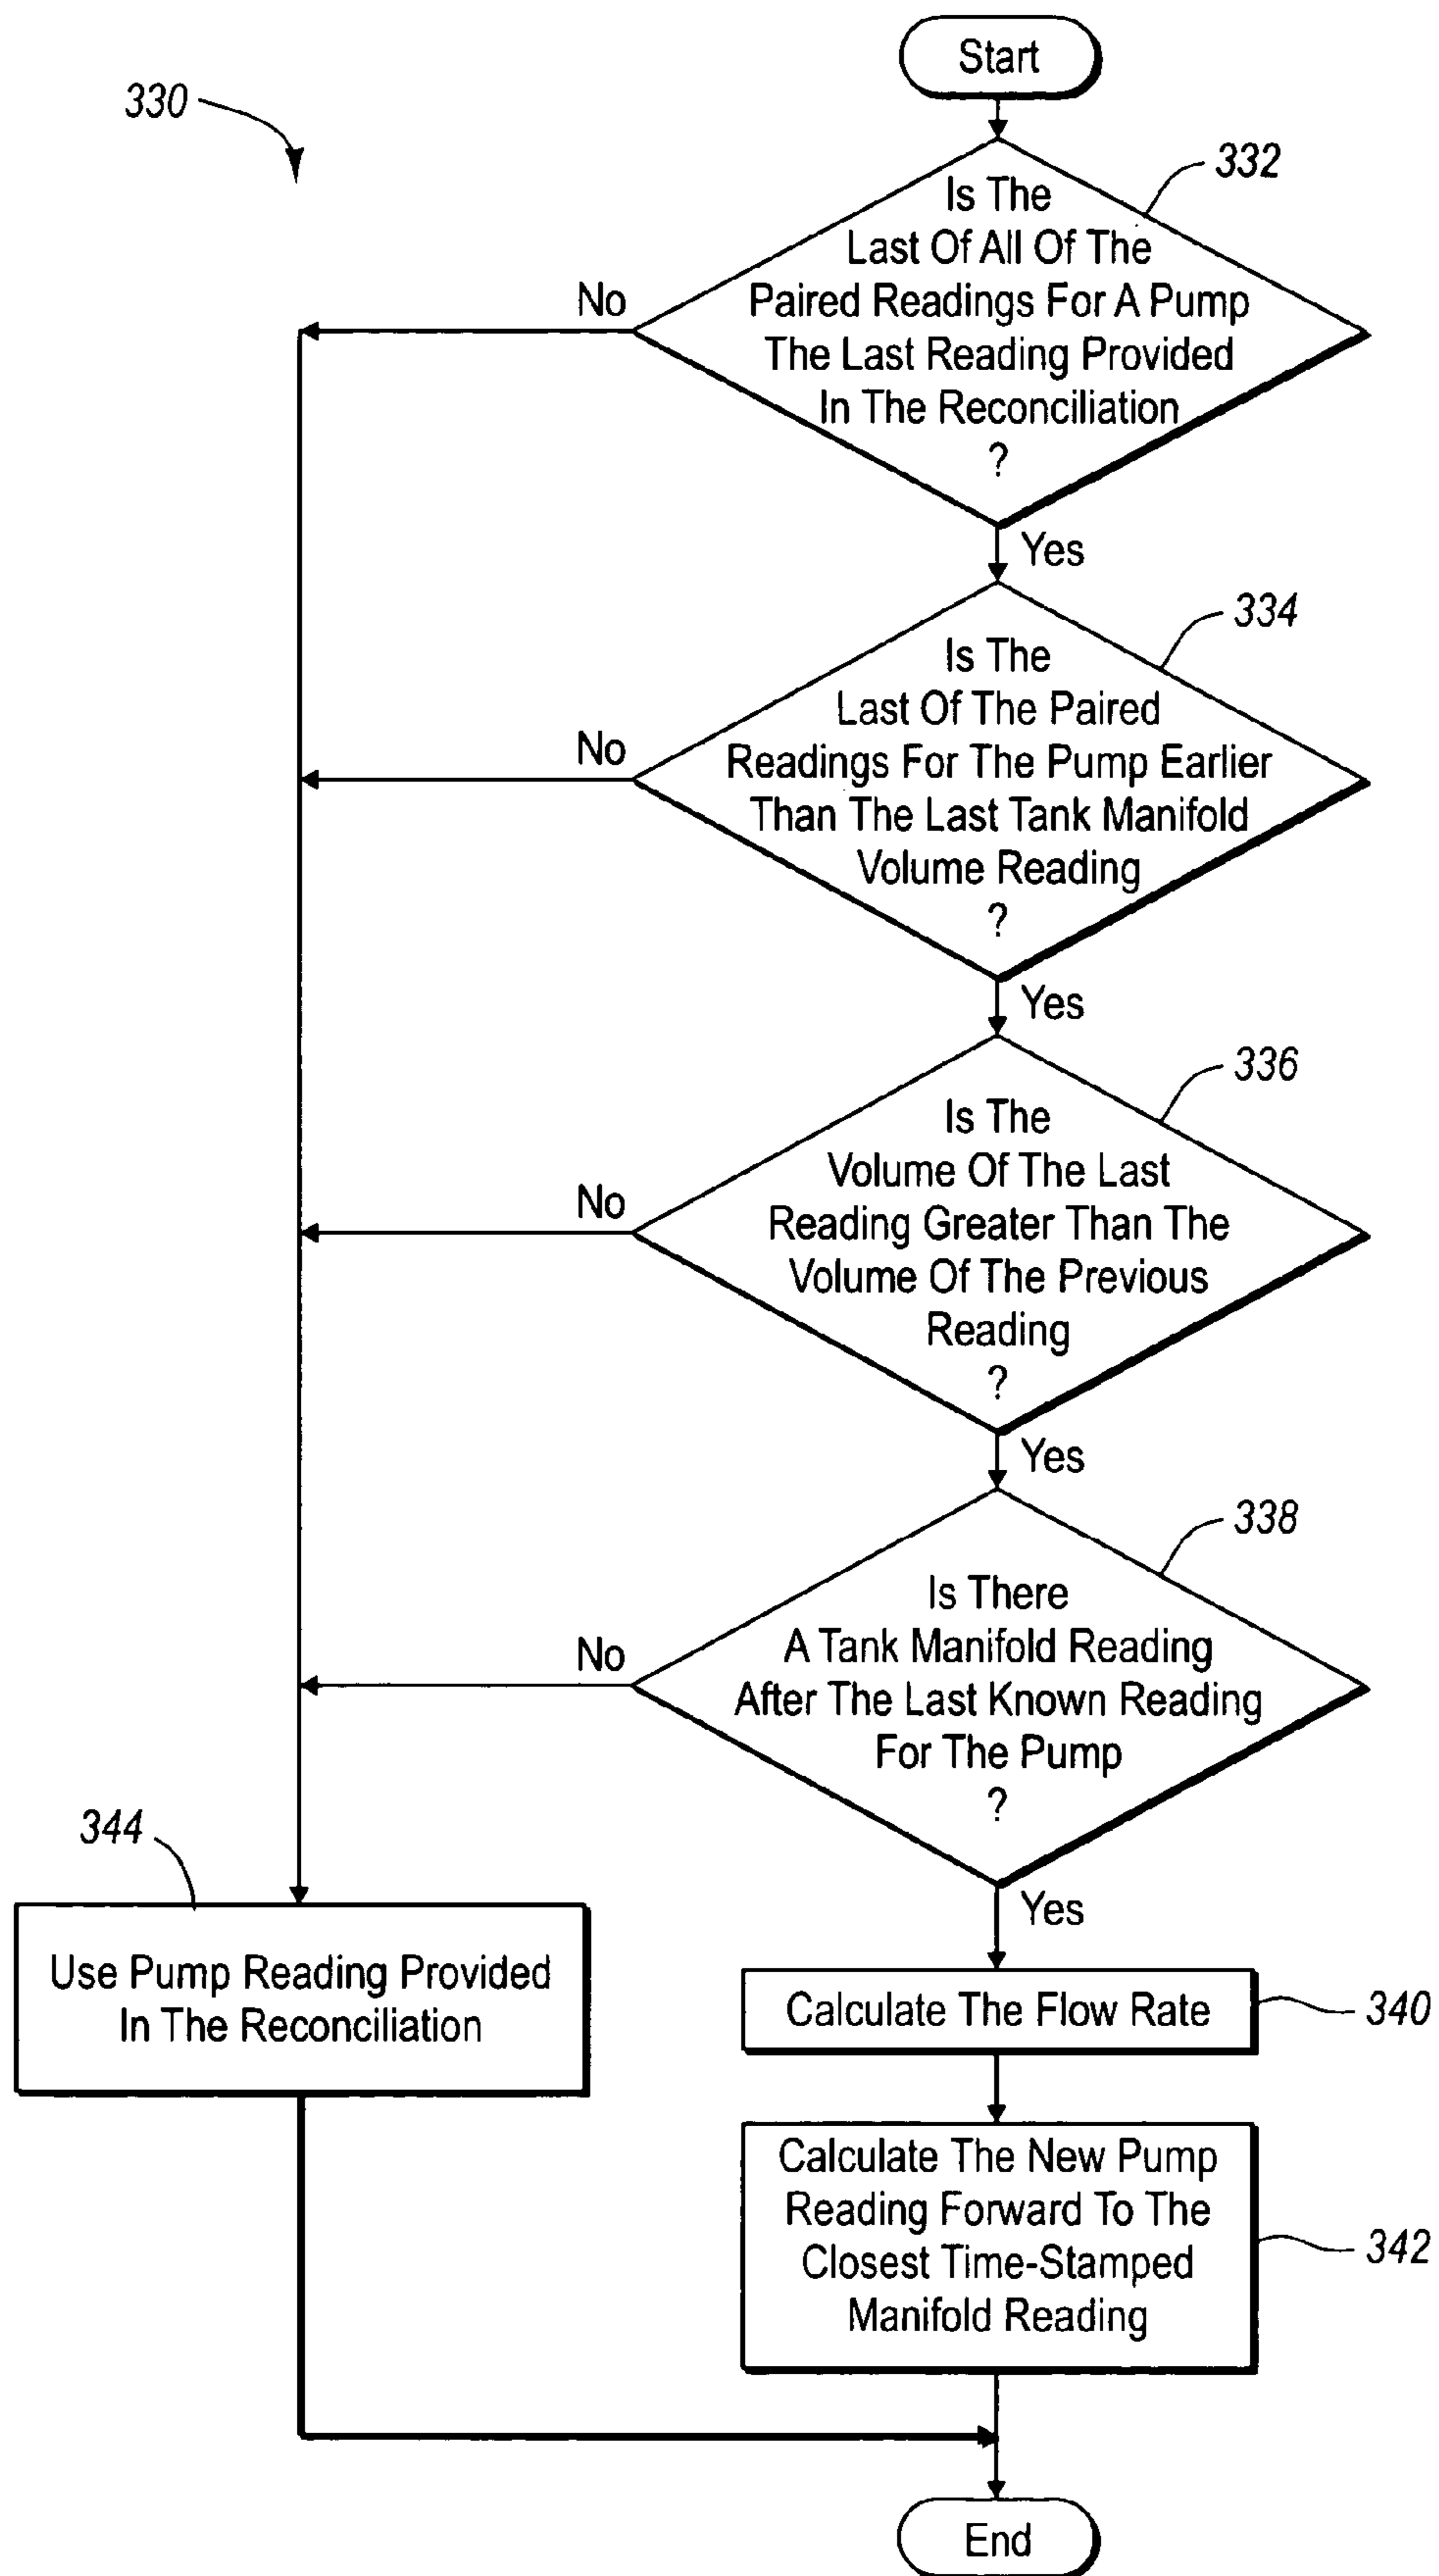 Start
330
332
Is The
Last Of All Of The
Paired Readings For A Pump
The Last Reading Provided
In The Reconciliation
?
No
Yes
334
Is The
Last Of The Paired
Readings For The Pump Earlier
Than The Last Tank Manifold
Volume Reading
?
No
Yes
336
Is The
Volume Of The Last
Reading Greater Than The
Volume Of The Previous
Reading
?
No
Yes
338
Is There
A Tank Manifold Reading
After The Last Known Reading
For The Pump
?
No
Yes
344
Use Pump Reading Provided
In The Reconciliation
Calculate The Flow Rate
340
Calculate The New Pump
Reading Forward To The
Closest Time-Stamped
Manifold Reading
342
End